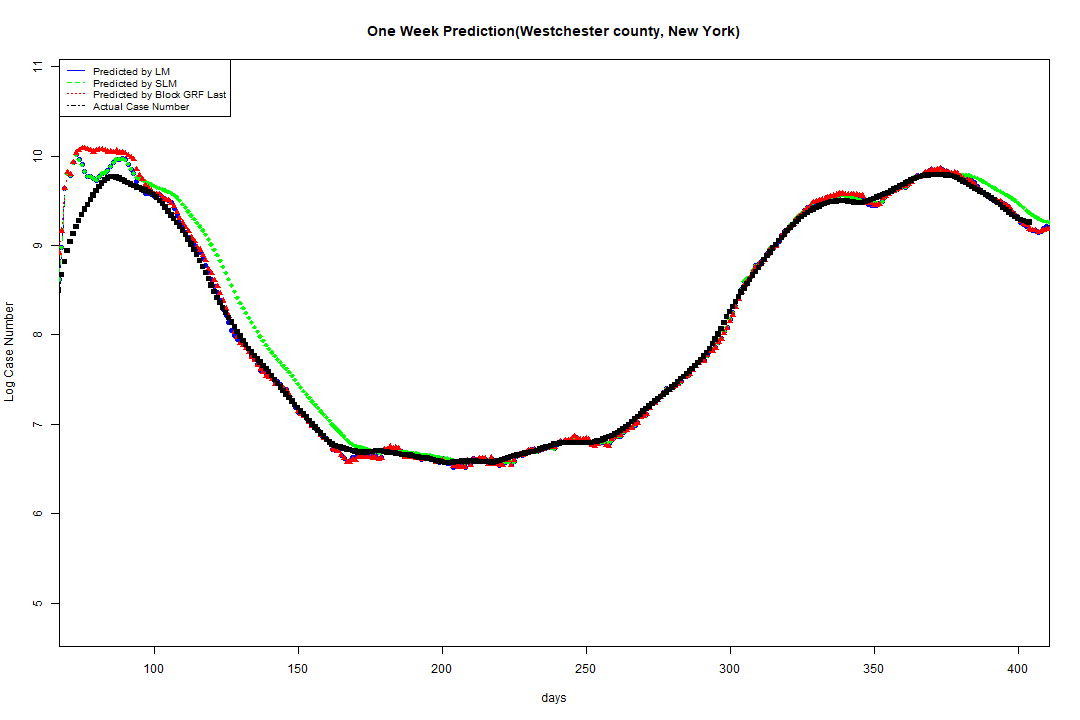 One Week Prediction(Westchester county, New York)
Predicted by LM
Predicted by SLM
Predicted by Block GRF Last
Actual Case Number
11
10
9
8
7
6
5
Log Case Number
100 150 200 250 300 350 400
days